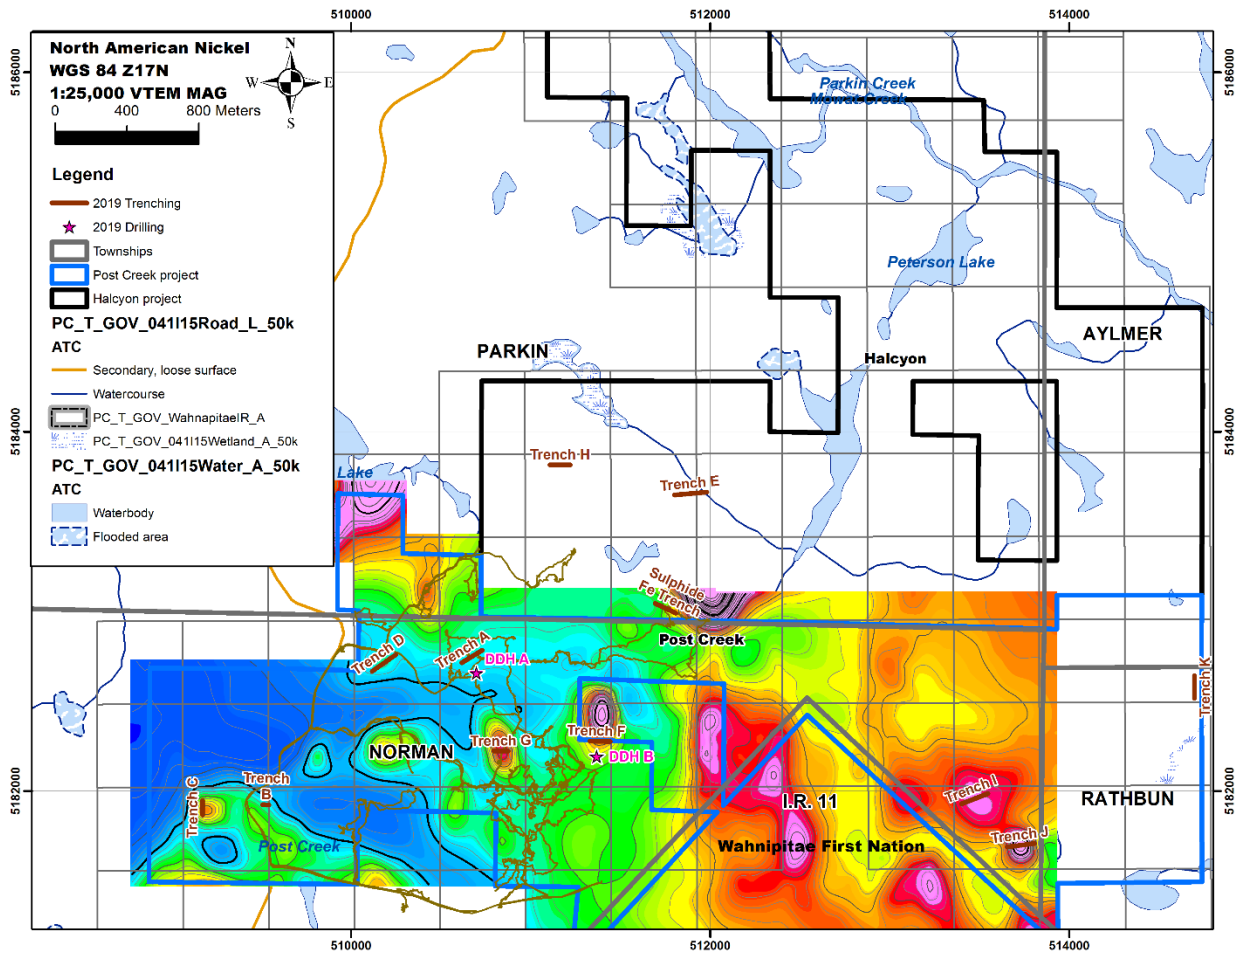 510000
512000
514000
North American Nickel
WGS 84 Z17N
1:25,000 VTEM MAG
0 400 800 Meters
N
W E
S
Legend
2019 Trenching
2019 Drilling
Townships
Post Creek project
Halcyon project
PC_T_GOV_041I15Road_L_50k
ATC
Secondary, loose surface
Watercourse
PC_T_GOV_WahnapitaeIR_A
PC_T_GOV_041I15Wetland_A_50k
PC_T_GOV_041I15Water_A_50k
ATC
Waterbody
Flooded area
5186000
5186000
Parkin Creek
Mowat Creek
Peterson Lake
AYLMER
PARKIN
Halcyon
5184000
5184000
Trench H
Lake
Trench E
Sulphide
Fe Trench
Post Creek
Trench D
Trench A
DDH A
Trench K
Trench F
Trench G
NORMAN
DDH B
Trench
B
Trench C
Trench I
I.R. 11
RATHBUN
5182000
5182000
Trench J
Post Creek
Wahnipitae First Nation
510000
512000
514000